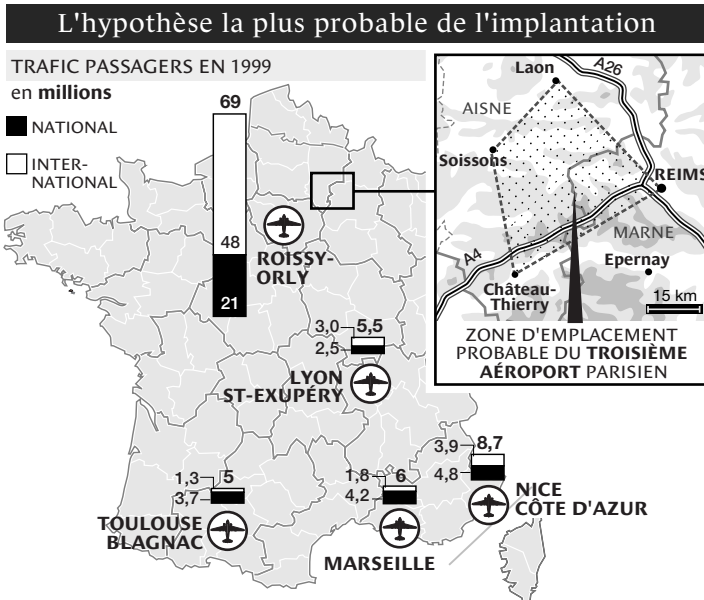 L'hypothèse la plus probable de l'implantation
TRAFIC PASSAGERS EN 1999
en millions
NATIONAL
INTER-
NATIONAL
69
48
21
ROISSY-
ORLY
3,0
5,5
2,5
LYON
ST-EXUPÉRY
1,3
5
3,7
TOULOUSE
BLAGNAC
1,8
6
4,2
MARSEILLE
3,9
8,7
4,8
NICE
CÔTE D'AZUR
Laon
A26
AISNE
Soissons
REIMS
MARNE
A4
Epernay
Château-
Thierry
15 km
ZONE D'EMPLACEMENT
PROBABLE DU TROISIÈME
AÉROPORT PARISIEN